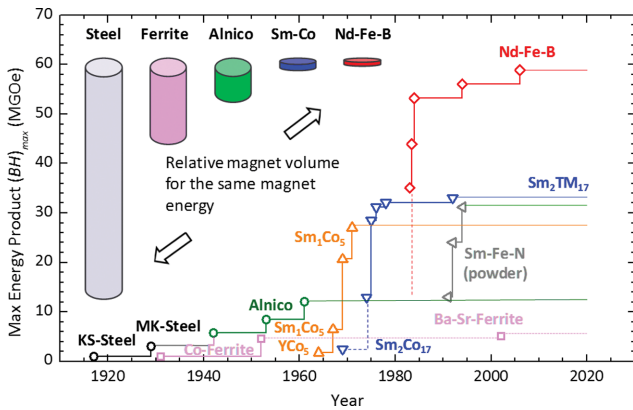 Steel Ferrite Alnico Sm-Co Nd-Fe-B
Nd-Fe-B
Relative magnet volume
for the same magnet
energy
Sm₂TM₁₇
Sm₁Co₅
Sm-Fe-N
(powder)
Alnico
MK-Steel
KS-Steel
Co-Ferrite
Sm₁Co₅
YCo₅
Sm₂Co₁₇
Ba-Sr-Ferrite
70
60
50
40
30
20
10
0
Max Energy Product (BH)max (MGOe)
1920 1940 1960 1980 2000 2020
Year